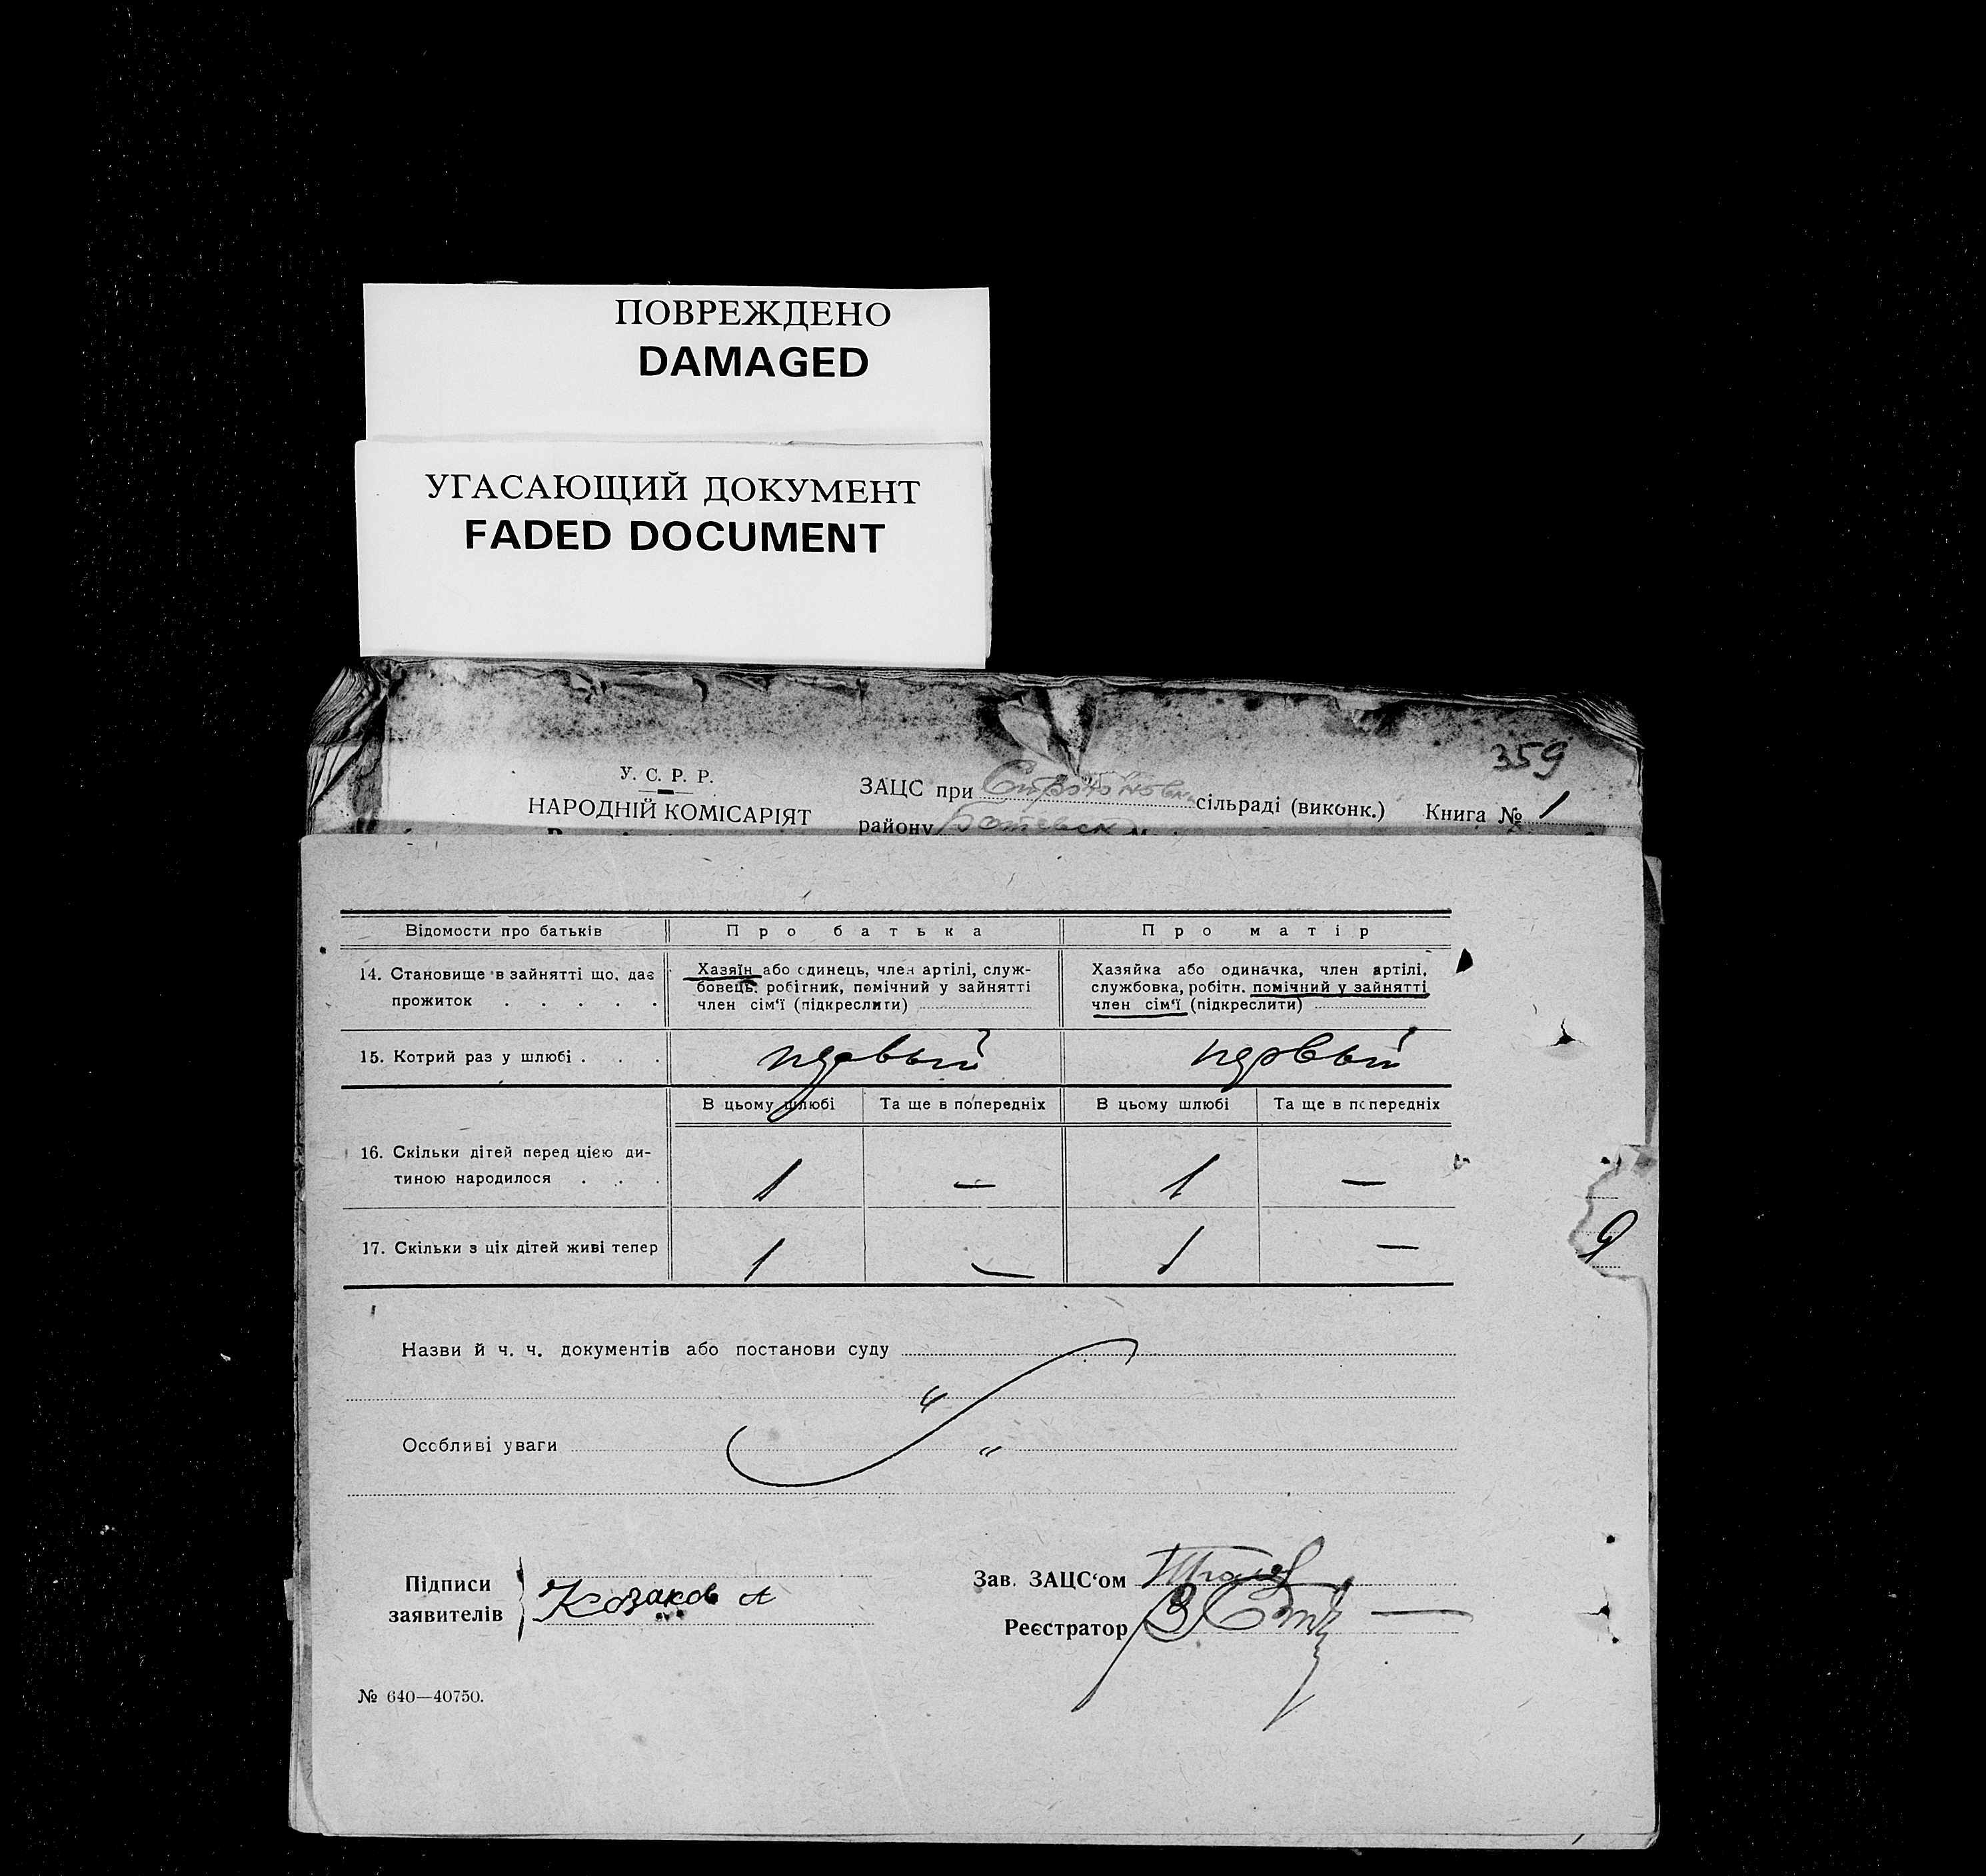 ПОВРЕЖДЕНО
DAMAGED
УГАСАЮЩИЙ ДОКУМЕНТ
FADED DOCUMENT
359
У. С. Р. Р.
НАРОДНІЙ КОМІСАРІЯТ
ЗАЦС при сільраді (виконк.) Книга № 1
району
Відомости про батьків Про батька Про матір
14. Становище в зайнятті що, дає прожиток . . . . .
Хазяїн або одинець, член артілі, служ-
бовець, робітник, помічний у зайнятті
член сім‘ї (підкреслити)
Хазяйка або одиначка, член артілі,
службовка, робітн. помічний у зайнятті
член сім‘ї (підкреслити)
15. Котрий раз у шлюбі . . . первый первый
В цьому шлюбі Та ще в попередніх В цьому шлюбі Та ще в попередніх
16. Скільки дітей перед цією ди-
тиною народилося . . . 1 — 1 —
17. Скільки з ціх дітей живі тепер 1 — 1 —
9
Назви й ч. ч. документів або постанови суду
Особливі уваги "
Підписи
заявителів
Козаков А
Зав. ЗАЦС‘ом
Реєстратор
№ 640—40750.